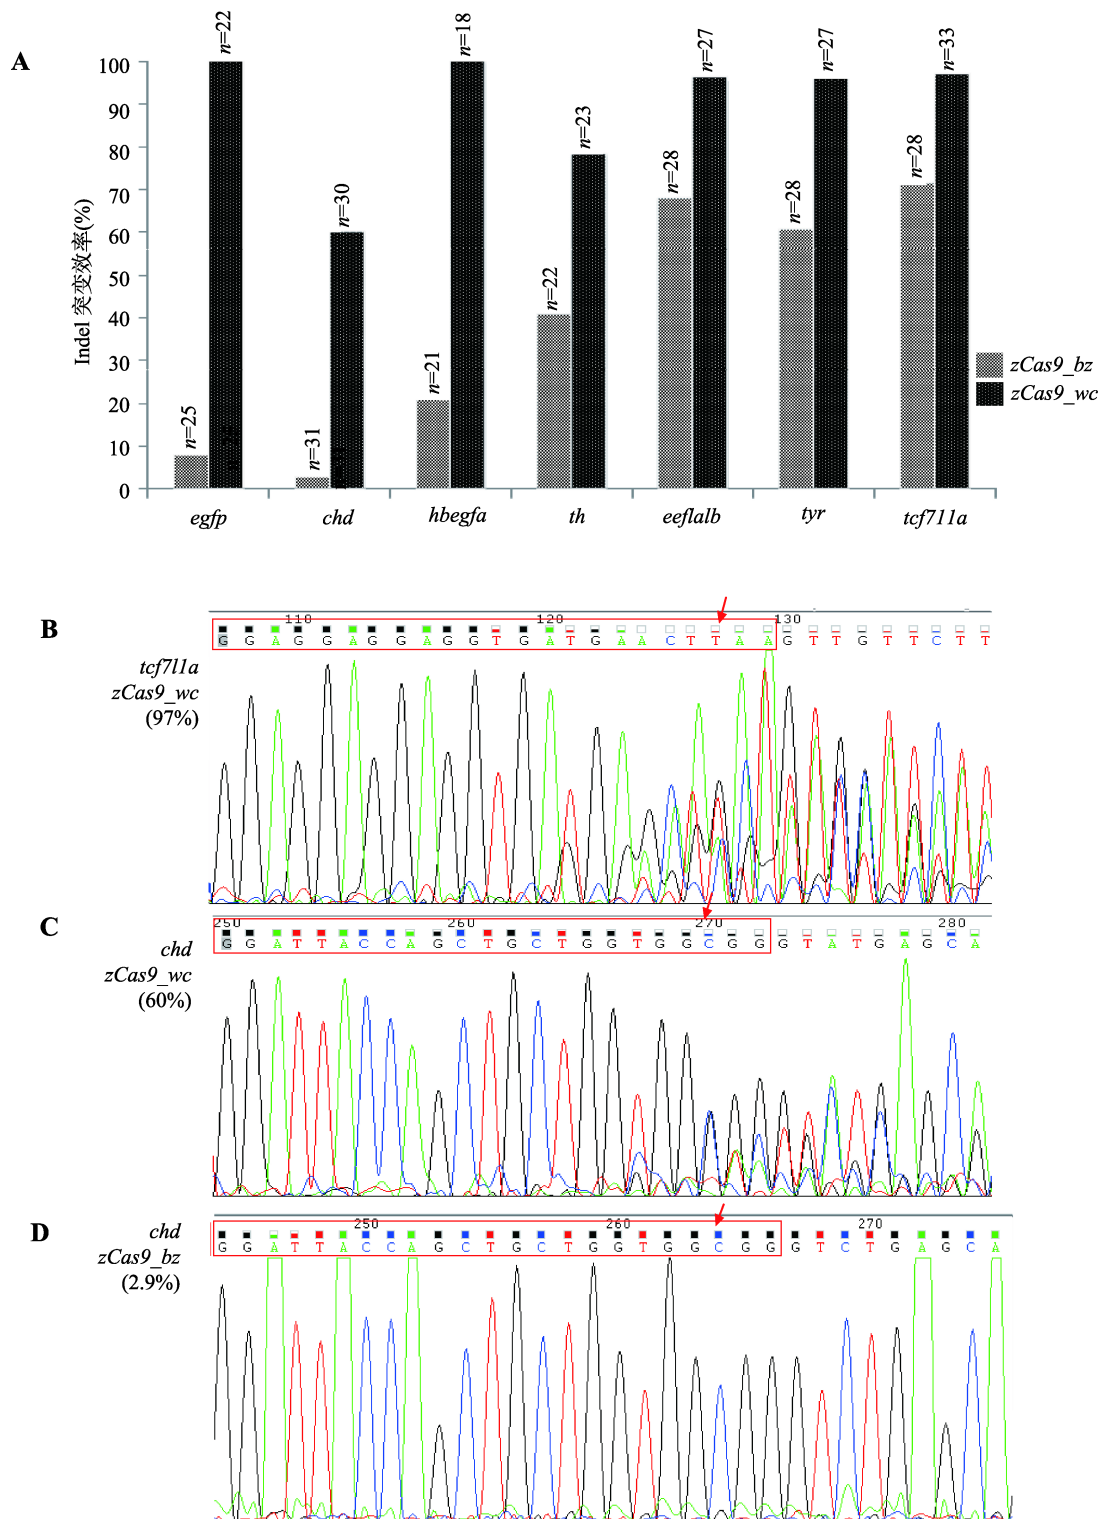 A
n=22
n=18
n=27
n=27
n=33
100
90
80
70
60
50
40
30
20
10
0
Indel 突变效率(%)
n=23
n=28
n=28
n=28
n=30
n=22
n=21
n=25
n=31
zCas9_bz
zCas9_wc
egfp
chd
hbegfa
th
eeflalb
tyr
tcf711a
B
110
120
130
G G A G G A G G A G G T G A T G A A C T T A A G T T G T T C T T
tcf7l1a
zCas9_wc
(97%)
C
250
260
270
280
G G A T T A C C A G C T G C T G G T G G C G G G T A T G A G C A
chd
zCas9_wc
(60%)
D
250
260
270
G G A T T A C C A G C T G C T G G T G G C G G G T C T G A G C A
chd
zCas9_bz
(2.9%)